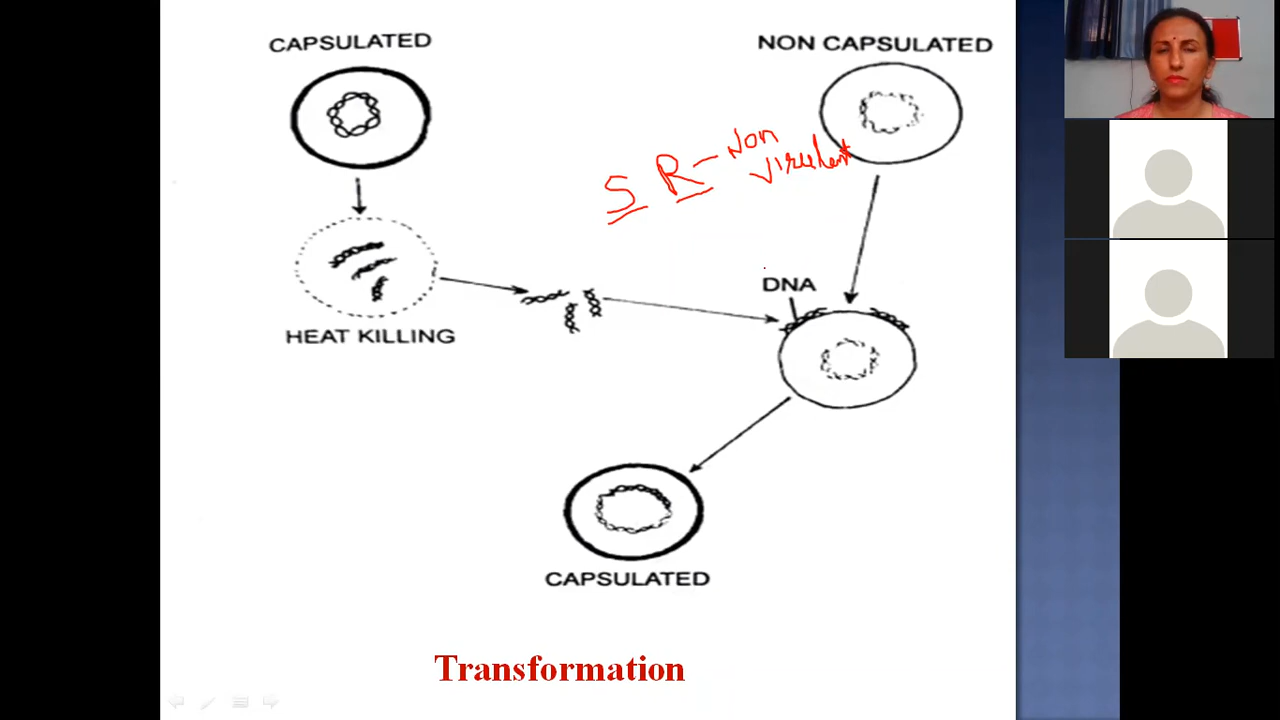 CAPSULATED
NON CAPSULATED
S R – Non
virulent
DNA
HEAT KILLING
CAPSULATED
Transformation